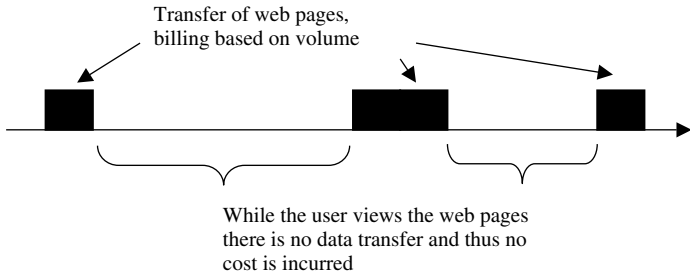 Transfer of web pages,
billing based on volume
While the user views the web pages
there is no data transfer and thus no
cost is incurred